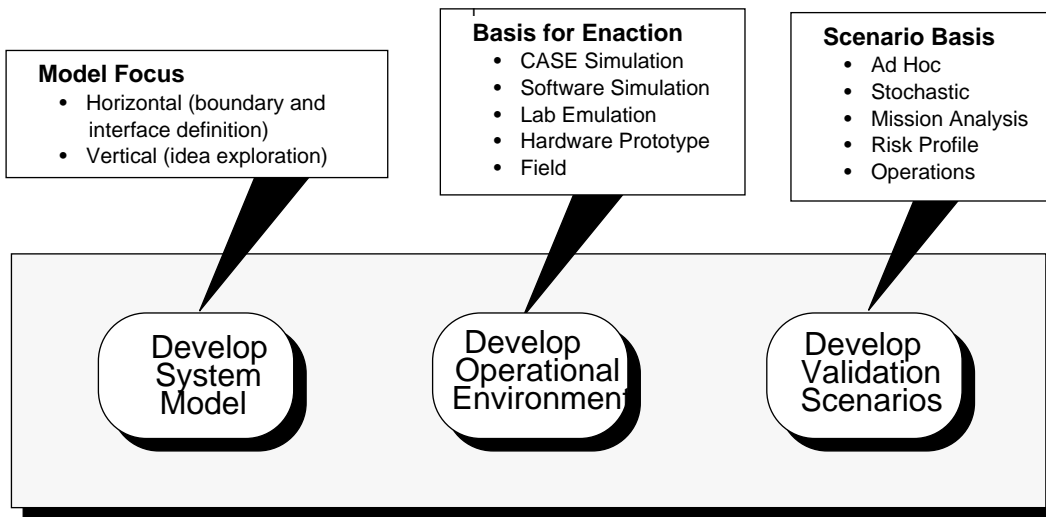 Model Focus
• Horizontal (boundary and
interface definition)
• Vertical (idea exploration)
Basis for Enaction
• CASE Simulation
• Software Simulation
• Lab Emulation
• Hardware Prototype
• Field
Scenario Basis
• Ad Hoc
• Stochastic
• Mission Analysis
• Risk Profile
• Operations
Develop
System
Model
Develop
Operational
Environment
Develop
Validation
Scenarios